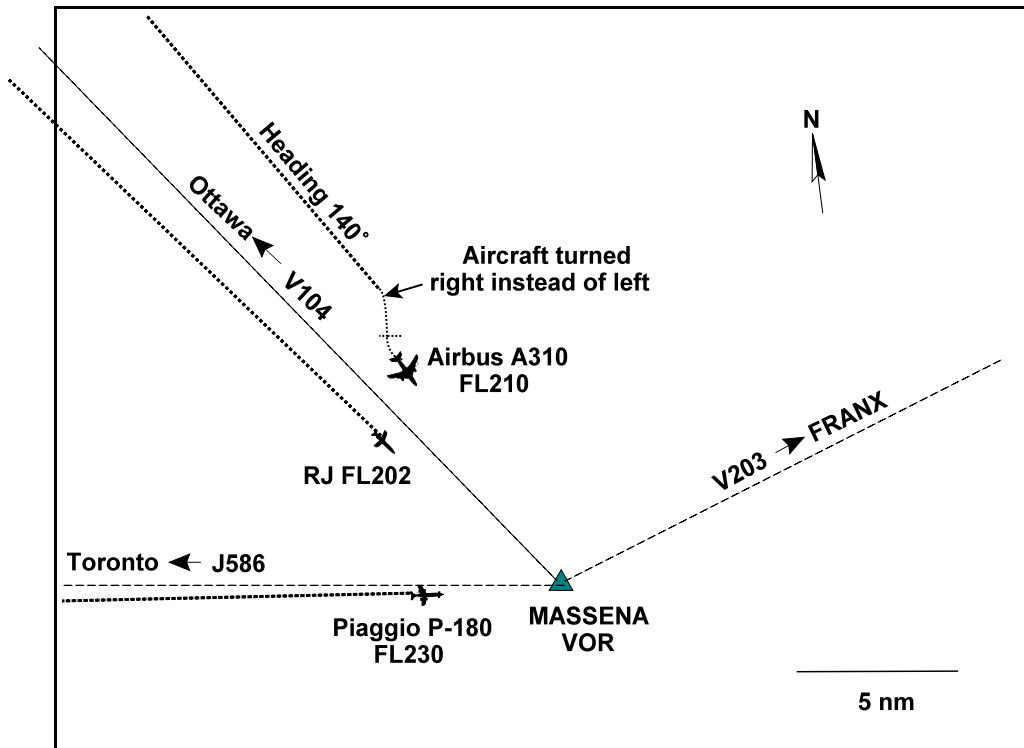 N
Heading 140°
Ottawa
V104
Aircraft turned
right instead of left
Airbus A310
FL210
RJ FL202
V203
FRANX
Toronto
J586
Piaggio P-180
FL230
MASSENA
VOR
5 nm